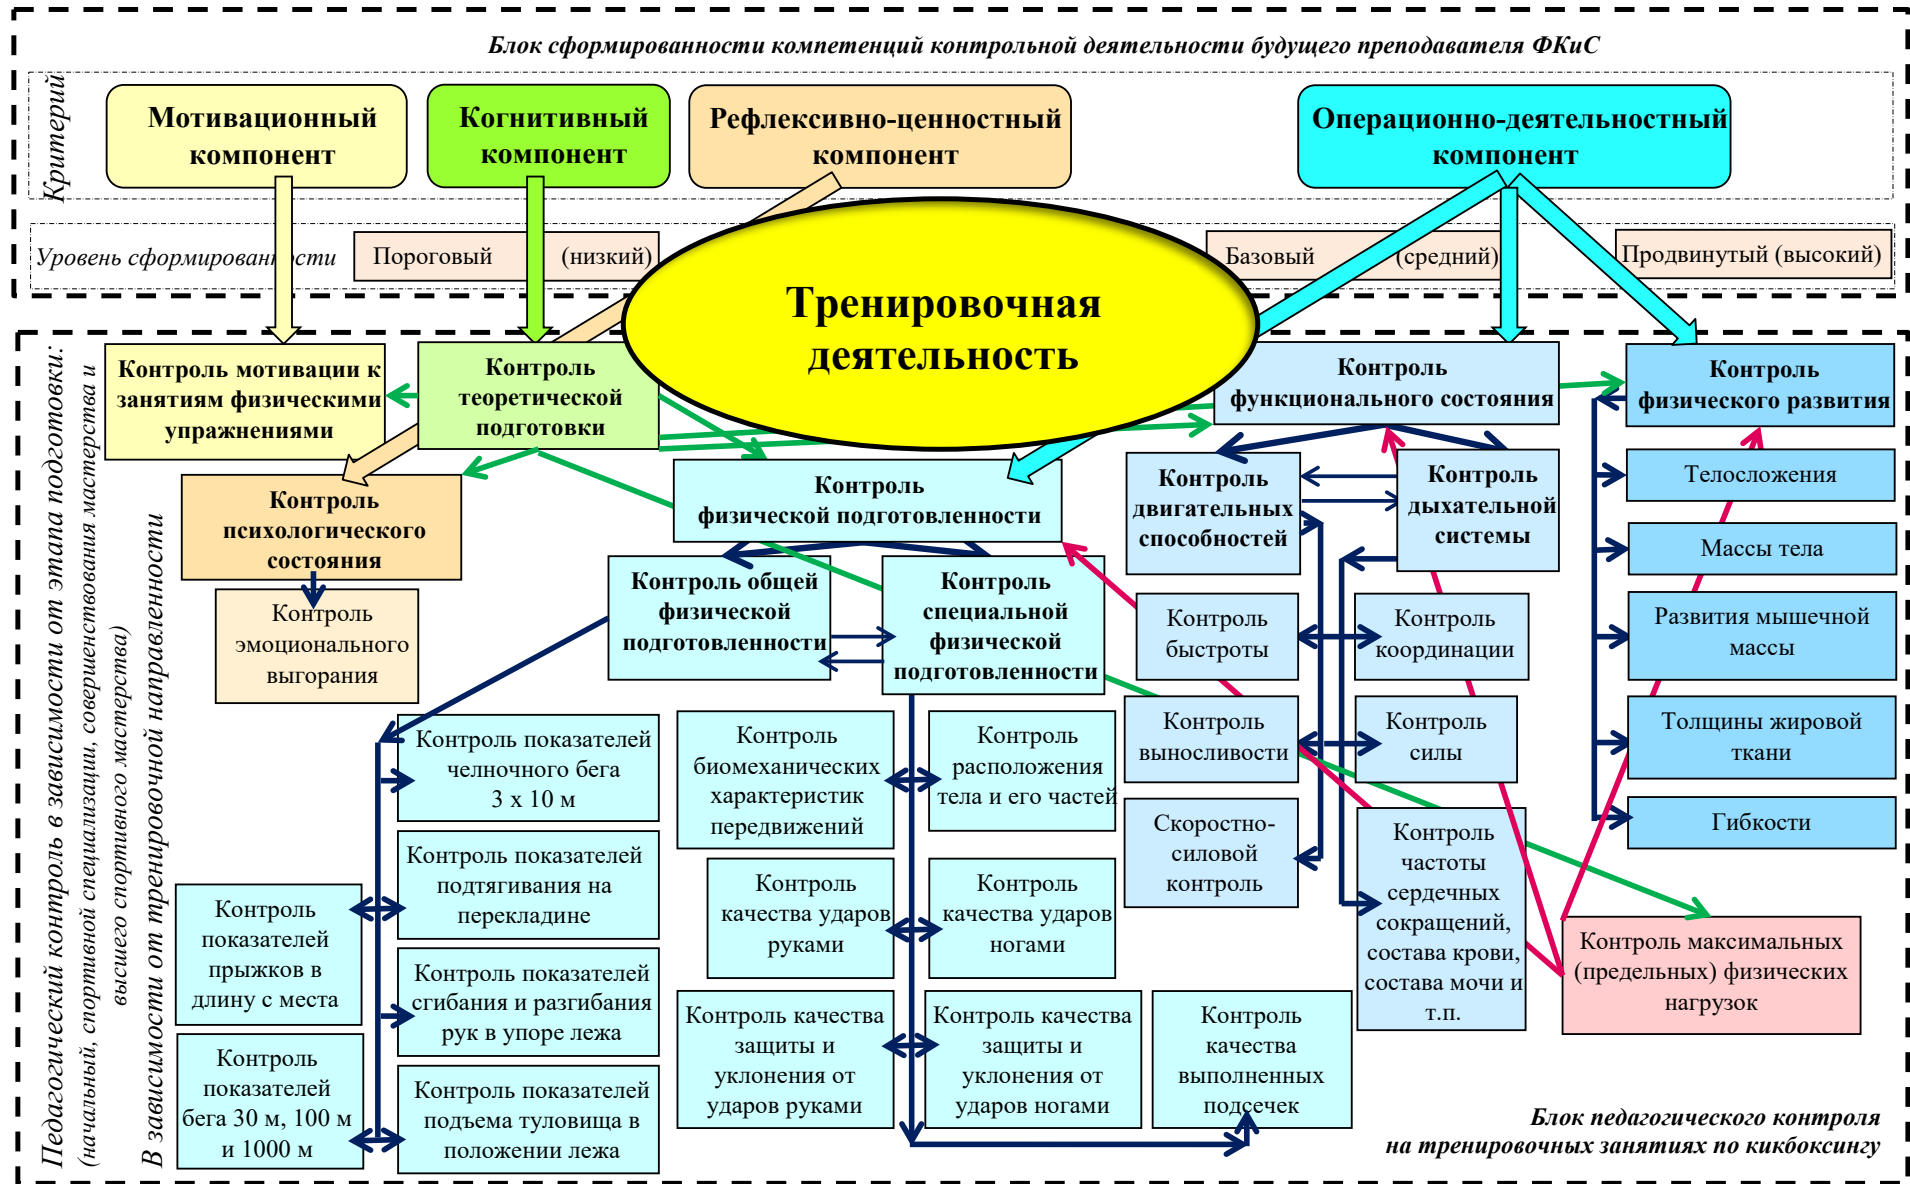 Блок сформированности компетенций контрольной деятельности будущего преподавателя ФКиС
Критерий
Мотивационный
компонент
Когнитивный
компонент
Рефлексивно-ценностный
компонент
Операционно-деятельностный
компонент
Уровень сформированности
Пороговый (низкий)
Базовый (средний)
Продвинутый (высокий)
Тренировочная
деятельность
Педагогический контроль в зависимости от этапа подготовки:
(начальный, спортивной специализации, совершенствования мастерства и
высшего спортивного мастерства)
В зависимости от тренировочной направленности
Контроль мотивации к
занятиям физическими
упражнениями
Контроль
теоретической
подготовки
Контроль
функционального состояния
Контроль
физического развития
Контроль
психологического
состояния
Контроль
эмоционального
выгорания
Контроль
физической подготовленности
Контроль
двигательных
способностей
Контроль
дыхательной
системы
Телосложения
Массы тела
Развития мышечной
массы
Толщины жировой
ткани
Гибкости
Контроль общей
физической
подготовленности
Контроль
специальной
физической
подготовленности
Контроль
быстроты
Контроль
координации
Контроль
выносливости
Контроль
силы
Скоростно-
силовой
контроль
Контроль
частоты
сердечных
сокращений,
состава крови,
состава мочи и
т.п.
Контроль показателей
челночного бега
3 х 10 м
Контроль показателей
подтягивания на
перекладине
Контроль
показателей
прыжков в
длину с места
Контроль показателей
сгибания и разгибания
рук в упоре лежа
Контроль
показателей
бега 30 м, 100 м
и 1000 м
Контроль показателей
подъема туловища в
положении лежа
Контроль
биомеханических
характеристик
передвижений
Контроль
расположения
тела и его частей
Контроль
качества ударов
руками
Контроль
качества ударов
ногами
Контроль качества
защиты и
уклонения от
ударов руками
Контроль качества
защиты и
уклонения от
ударов ногами
Контроль
качества
выполненных
подсечек
Контроль максимальных
(предельных) физических
нагрузок
Блок педагогического контроля
на тренировочных занятиях по кикбоксингу